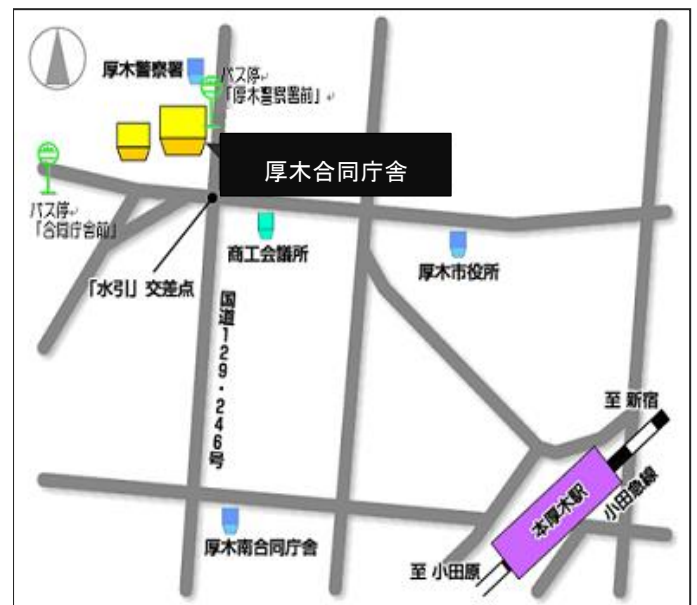 厚木警察署
バス停
「厚木警察署前」
厚木合同庁舎
バス停
「合同庁舎前」
商工会議所
厚木市役所
「水引」交差点
国道129・246号
至 新宿
小田急線
本厚木駅
厚木南合同庁舎
至 小田原